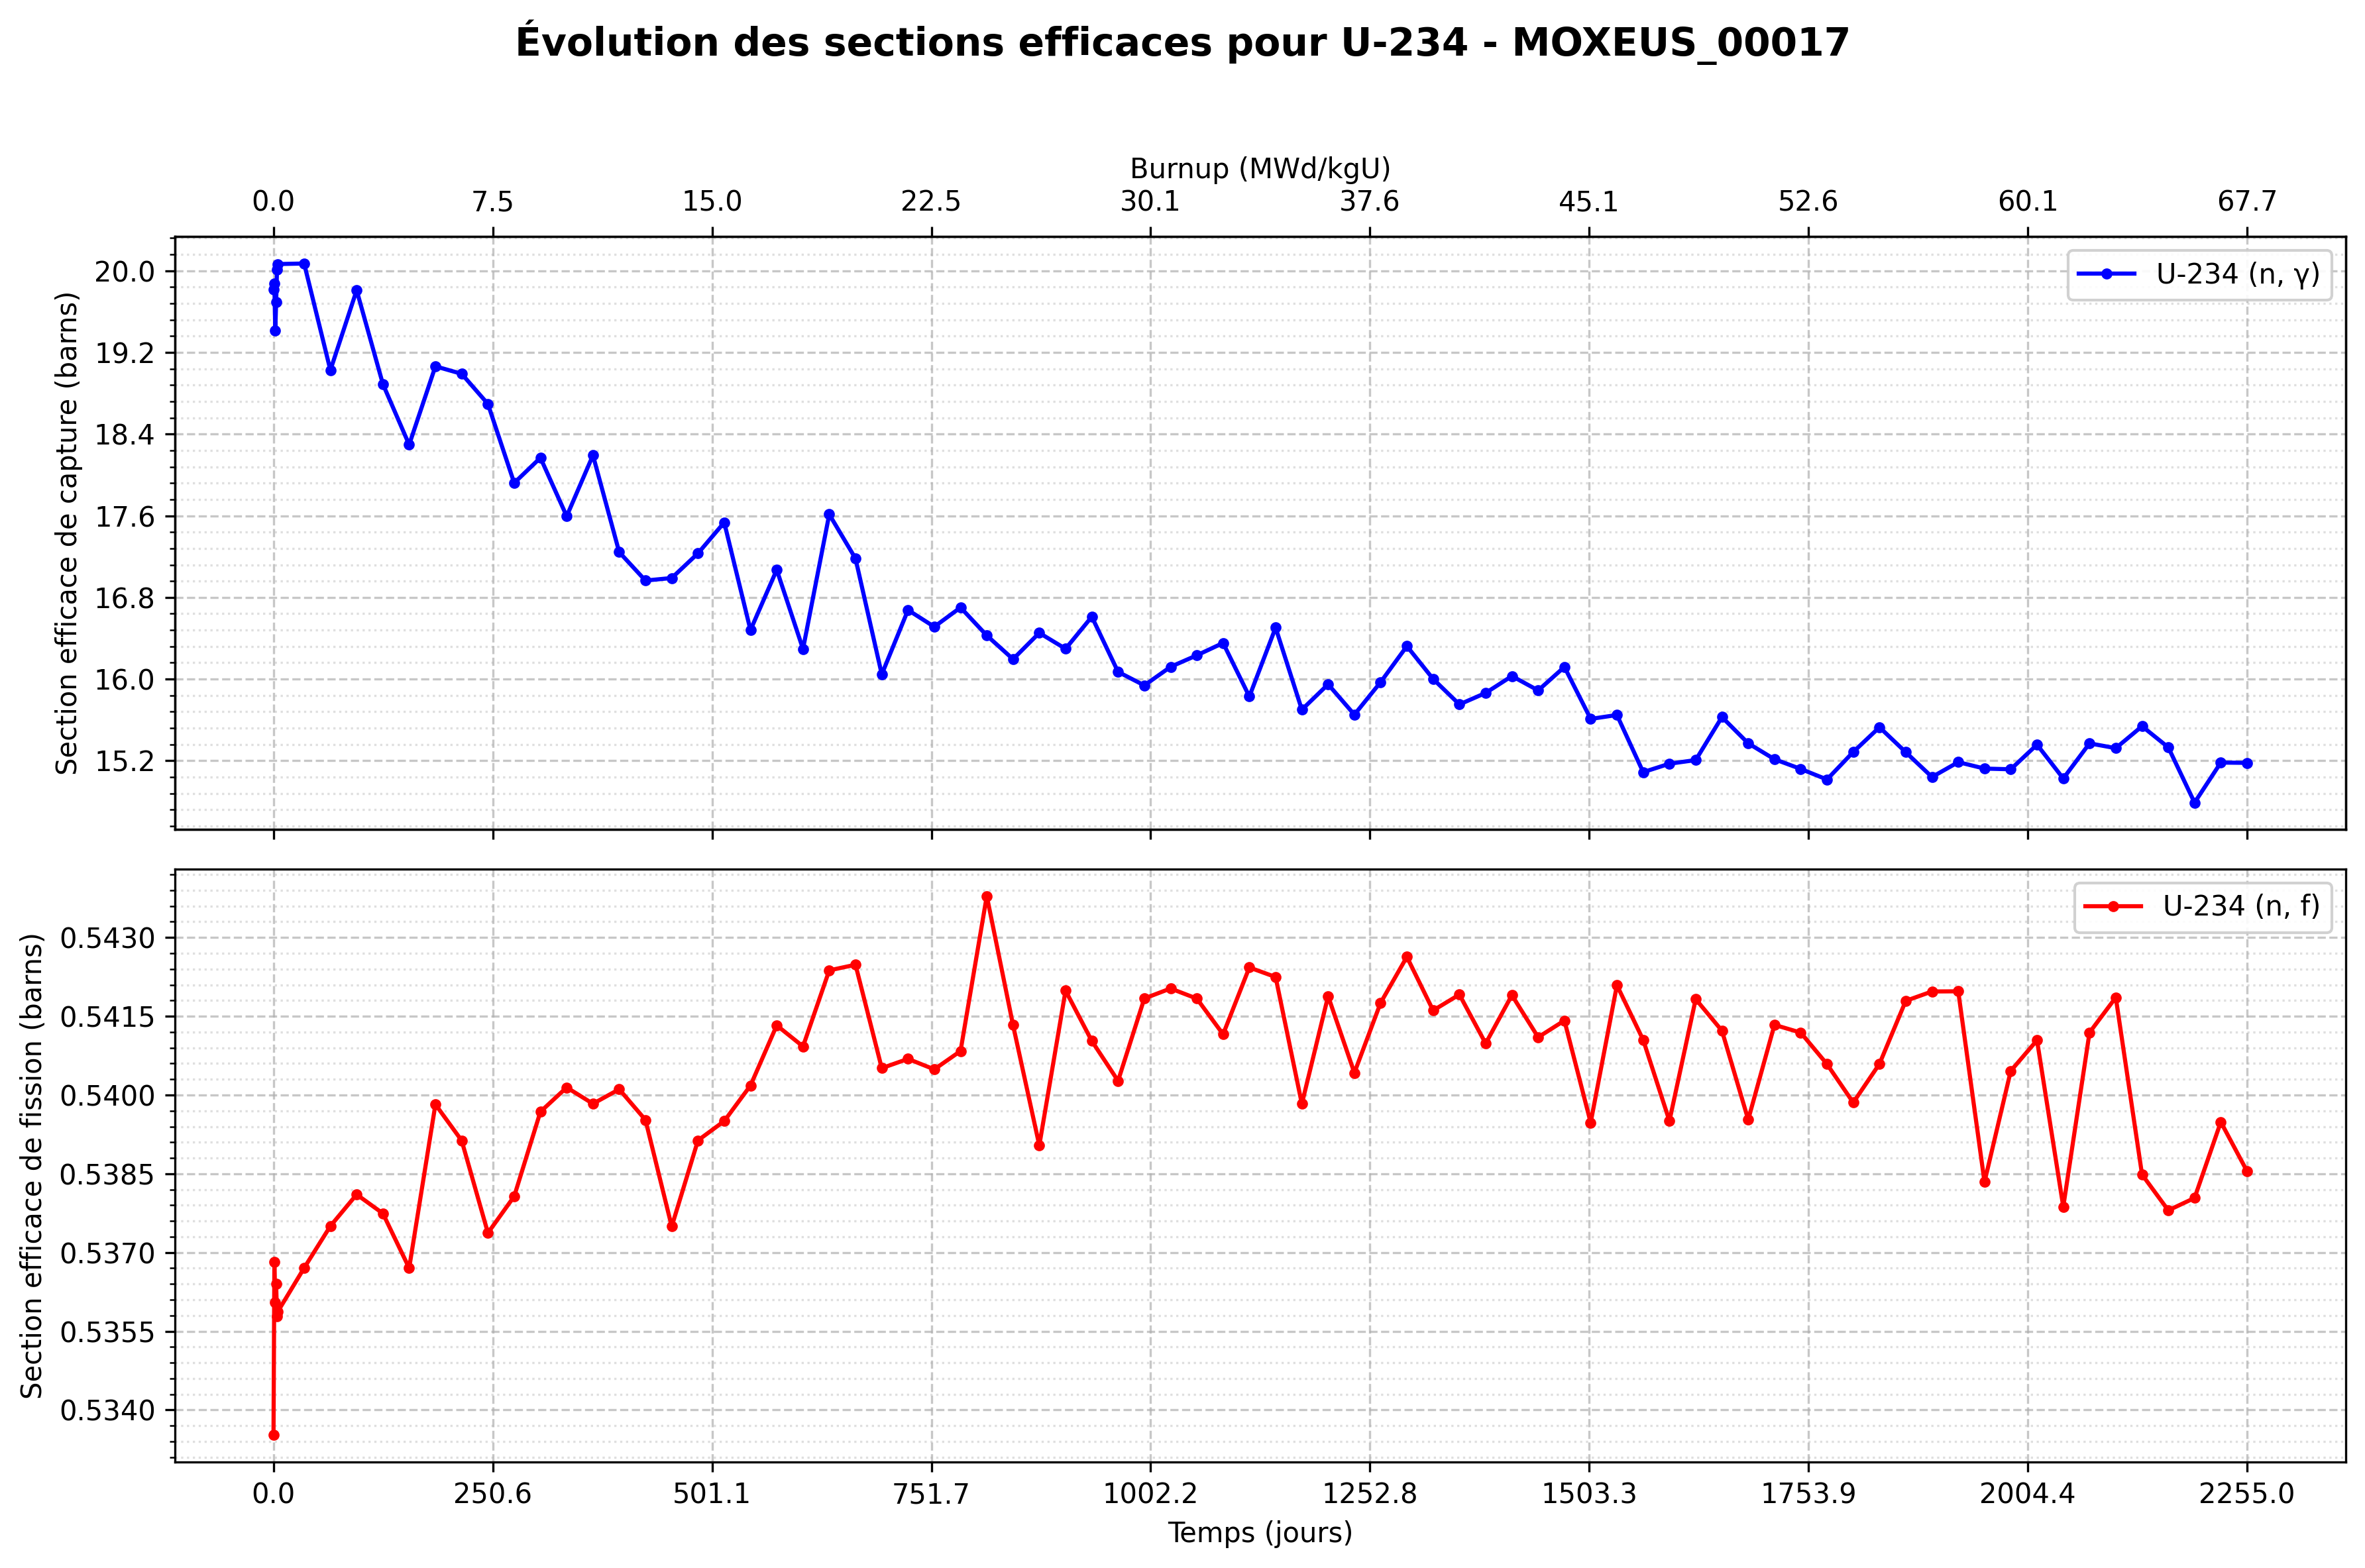 Évolution des sections efficaces pour U-234 - MOXEUS_00017
Burnup (MWd/kgU)
0.0 7.5 15.0 22.5 30.1 37.6 45.1 52.6 60.1 67.7
U-234 (n, γ)
Section efficace de capture (barns)
20.0
19.2
18.4
17.6
16.8
16.0
15.2
U-234 (n, f)
Section efficace de fission (barns)
0.5430
0.5415
0.5400
0.5385
0.5370
0.5355
0.5340
0.0 250.6 501.1 751.7 1002.2 1252.8 1503.3 1753.9 2004.4 2255.0
Temps (jours)